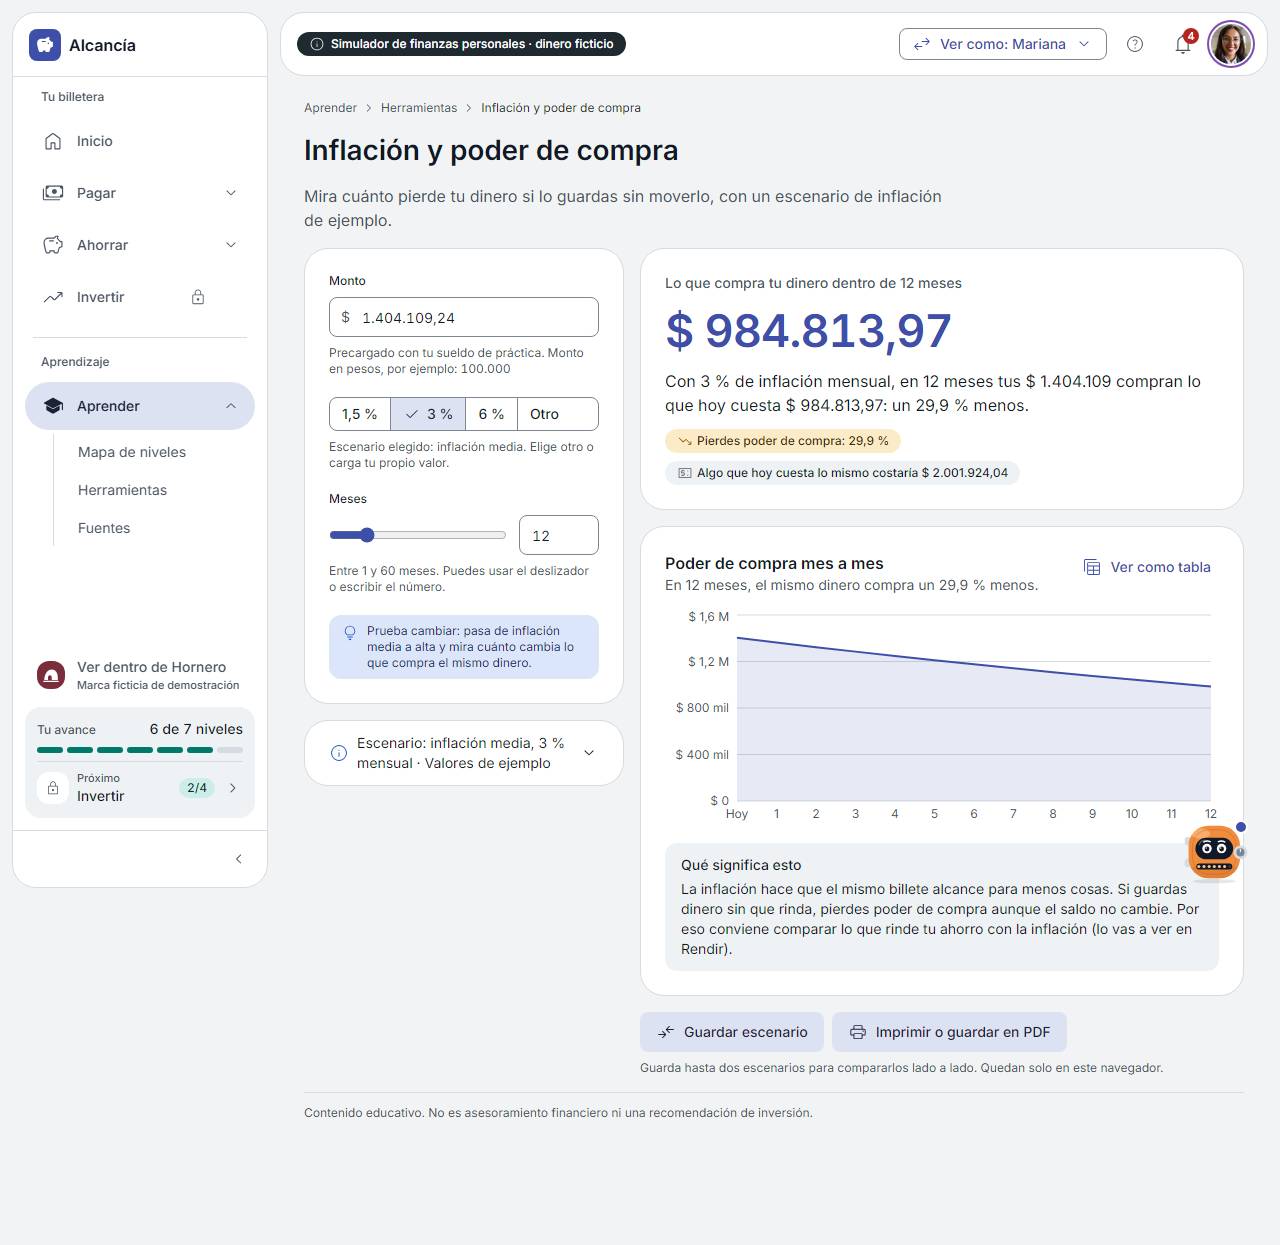 Alcancía
Simulador de finanzas personales · dinero ficticio
Ver como: Mariana
4
Tu billetera
Inicio
Pagar
Ahorrar
Invertir
Aprendizaje
Aprender
Mapa de niveles
Herramientas
Fuentes
Ver dentro de Hornero
Marca ficticia de demostración
Tu avance
6 de 7 niveles
Próximo
Invertir
2/4
Aprender
Herramientas
Inflación y poder de compra
Inflación y poder de compra
Mira cuánto pierde tu dinero si lo guardas sin moverlo, con un escenario de inflación
de ejemplo.
Monto
$ 1.404.109,24
Precargado con tu sueldo de práctica. Monto
en pesos, por ejemplo: 100.000
1,5 %
3 %
6 %
Otro
Escenario elegido: inflación media. Elige otro o
carga tu propio valor.
Meses
12
Entre 1 y 60 meses. Puedes usar el deslizador
o escribir el número.
Prueba cambiar: pasa de inflación
media a alta y mira cuánto cambia lo
que compra el mismo dinero.
Escenario: inflación media, 3 %
mensual · Valores de ejemplo
Lo que compra tu dinero dentro de 12 meses
$ 984.813,97
Con 3 % de inflación mensual, en 12 meses tus $ 1.404.109 compran lo
que hoy cuesta $ 984.813,97: un 29,9 % menos.
Pierdes poder de compra: 29,9 %
Algo que hoy cuesta lo mismo costaría $ 2.001.924,04
Poder de compra mes a mes
Ver como tabla
En 12 meses, el mismo dinero compra un 29,9 % menos.
$ 1,6 M
$ 1,2 M
$ 800 mil
$ 400 mil
$ 0
Hoy 1 2 3 4 5 6 7 8 9 10 11 12
Qué significa esto
La inflación hace que el mismo billete alcance para menos cosas. Si guardas
dinero sin que rinda, pierdes poder de compra aunque el saldo no cambie. Por
eso conviene comparar lo que rinde tu ahorro con la inflación (lo vas a ver en
Rendir).
Guardar escenario
Imprimir o guardar en PDF
Guarda hasta dos escenarios para compararlos lado a lado. Quedan solo en este navegador.
Contenido educativo. No es asesoramiento financiero ni una recomendación de inversión.